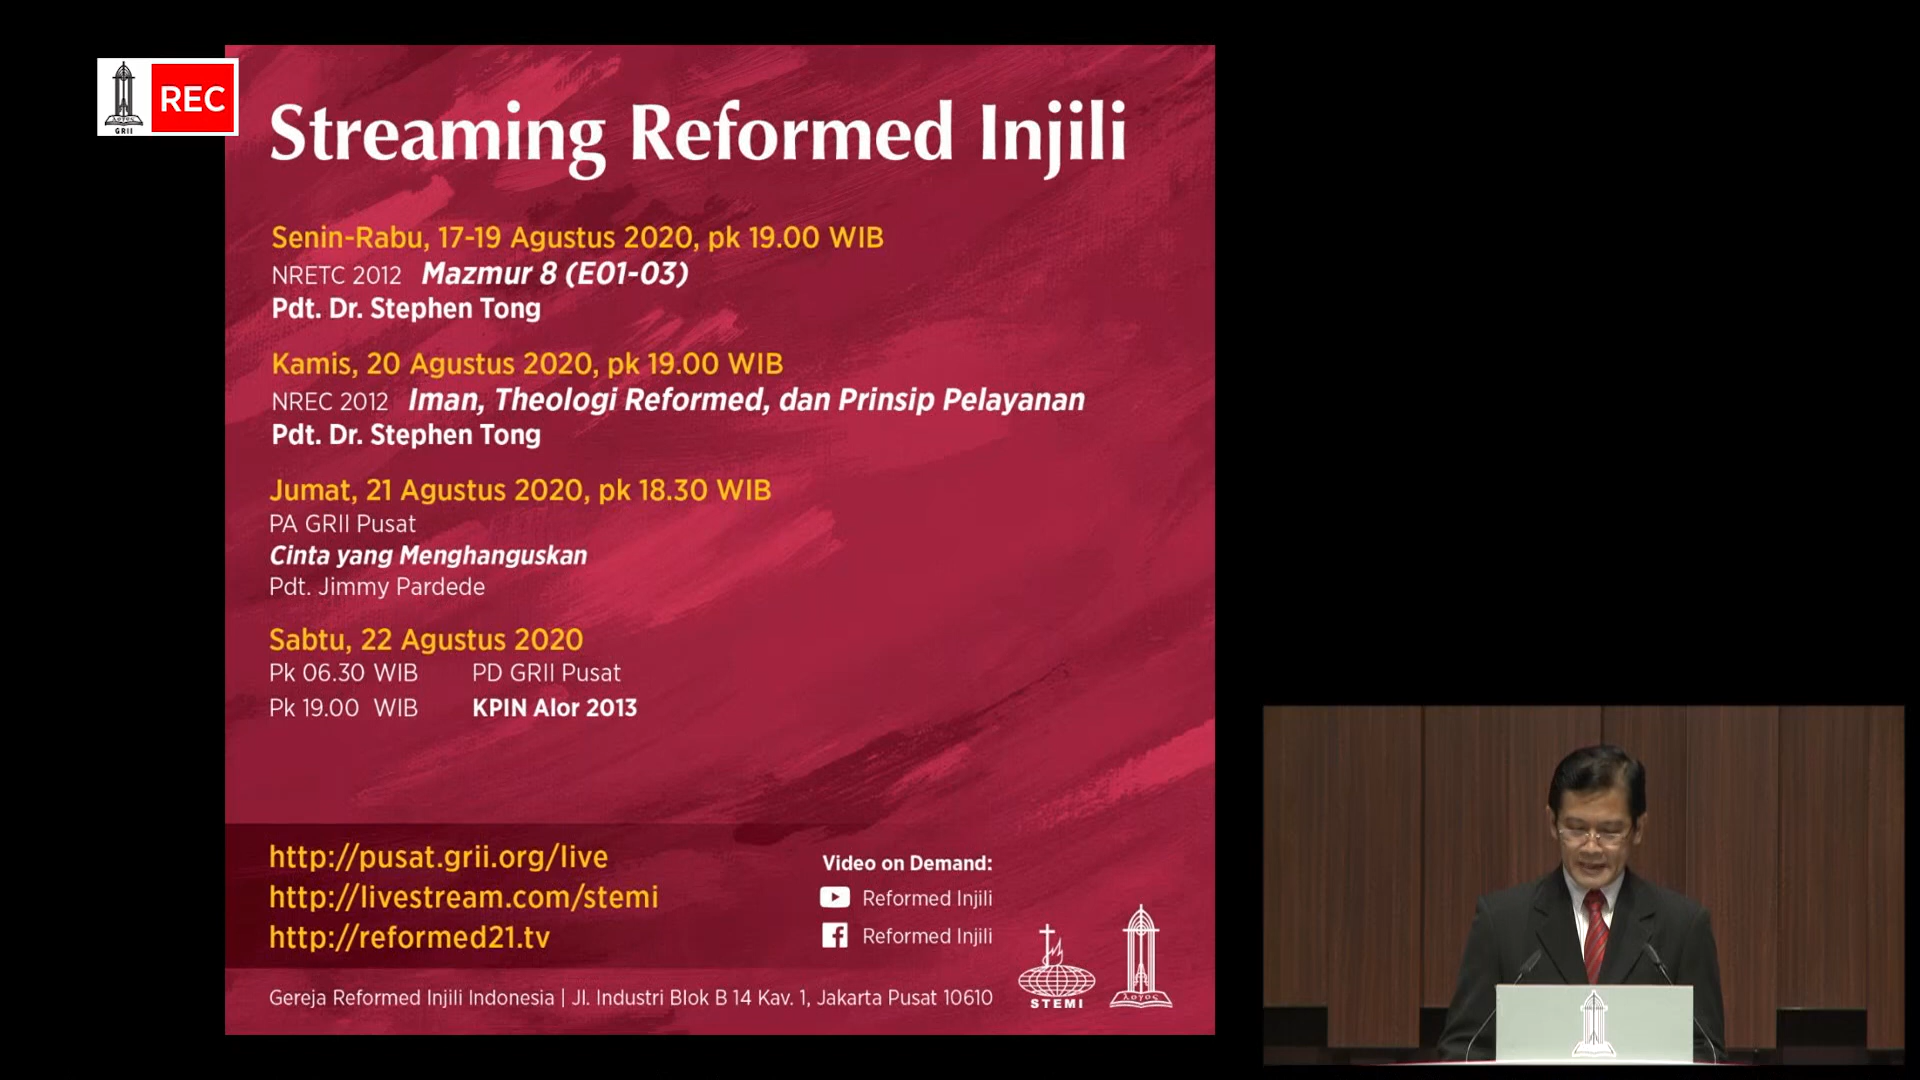 GRII
REC
Streaming Reformed Injili
Senin-Rabu, 17-19 Agustus 2020, pk 19.00 WIB
NRETC 2012 Mazmur 8 (E01-03)
Pdt. Dr. Stephen Tong
Kamis, 20 Agustus 2020, pk 19.00 WIB
NREC 2012 Iman, Theologi Reformed, dan Prinsip Pelayanan
Pdt. Dr. Stephen Tong
Jumat, 21 Agustus 2020, pk 18.30 WIB
PA GRII Pusat
Cinta yang Menghanguskan
Pdt. Jimmy Pardede
Sabtu, 22 Agustus 2020
Pk 06.30 WIB PD GRII Pusat
Pk 19.00 WIB KPIN Alor 2013
http://pusat.grii.org/live
http://livestream.com/stemi
http://reformed21.tv
Video on Demand:
Reformed Injili
Reformed Injili
STEMI
λογος
Gereja Reformed Injili Indonesia | Jl. Industri Blok B 14 Kav. 1, Jakarta Pusat 10610